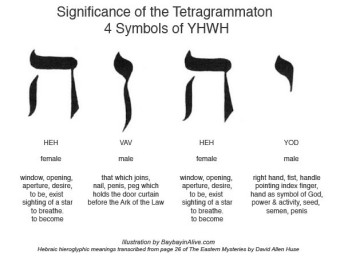 Significance of the Tetragrammaton
4 Symbols of YHWH
ה ו ה י
HEH VAV HEH YOD
female male female male
window, opening,
aperture, desire,
to be, exist
sighting of a star
to breathe.
to become
that which joins,
nail, penis, peg which
holds the door curtain
before the Ark of the Law
window, opening,
aperture, desire,
to be, exist
sighting of a star
to breathe.
to become
right hand, fist, handle
pointing index finger,
hand as symbol of God,
power & activity, seed,
semen, penis
Illustration by BaybayinAlive.com
Hebraic hieroglyphic meanings transcribed from page 26 of The Eastern Mysteries by David Allen Huse